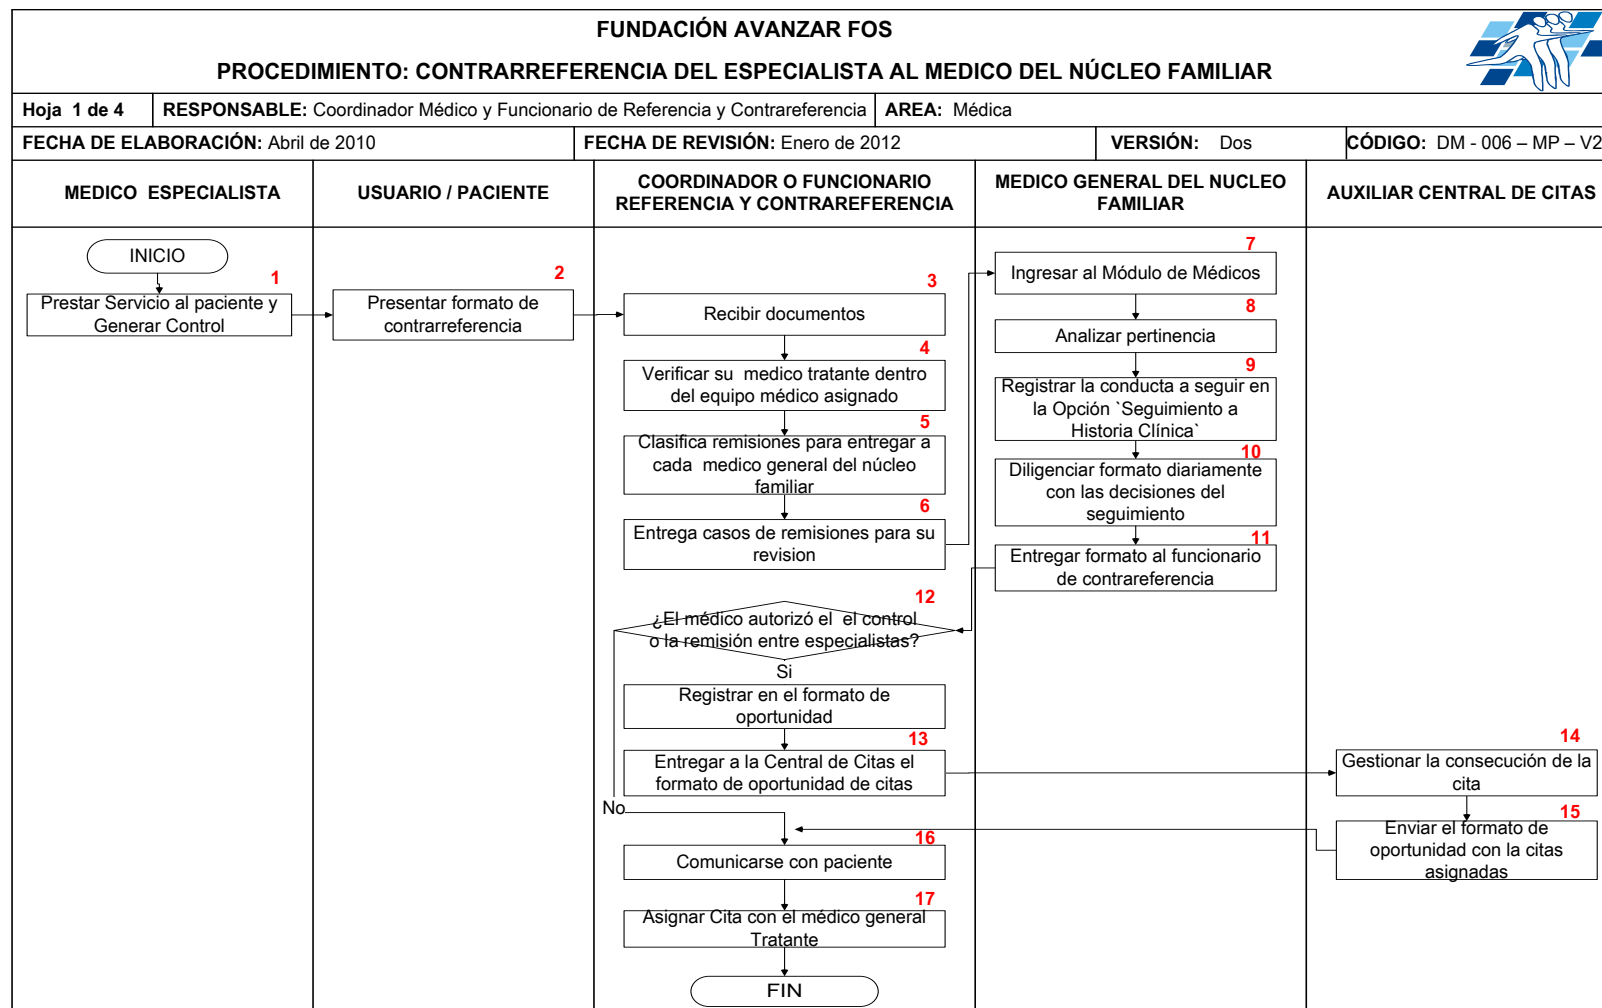 FUNDACIÓN AVANZAR FOS
PROCEDIMIENTO: CONTRARREFERENCIA DEL ESPECIALISTA AL MEDICO DEL NÚCLEO FAMILIAR
Hoja 1 de 4
RESPONSABLE: Coordinador Médico y Funcionario de Referencia y Contrareferencia
AREA: Médica
FECHA DE ELABORACIÓN: Abril de 2010
FECHA DE REVISIÓN: Enero de 2012
VERSIÓN: Dos
CÓDIGO: DM - 006 – MP – V2
MEDICO ESPECIALISTA
USUARIO / PACIENTE
COORDINADOR O FUNCIONARIO
REFERENCIA Y CONTRAREFERENCIA
MEDICO GENERAL DEL NUCLEO
FAMILIAR
AUXILIAR CENTRAL DE CITAS
INICIO
1
Prestar Servicio al paciente y
Generar Control
2
Presentar formato de
contrarreferencia
3
Recibir documentos
4
Verificar su medico tratante dentro
del equipo médico asignado
5
Clasifica remisiones para entregar a
cada medico general del núcleo
familiar
6
Entrega casos de remisiones para su
revision
7
Ingresar al Módulo de Médicos
8
Analizar pertinencia
9
Registrar la conducta a seguir en
la Opción `Seguimiento a
Historia Clínica`
10
Diligenciar formato diariamente
con las decisiones del
seguimiento
11
Entregar formato al funcionario
de contrareferencia
12
¿El médico autorizó el el control
o la remisión entre especialistas?
Si
Registrar en el formato de
oportunidad
13
Entregar a la Central de Citas el
formato de oportunidad de citas
No
14
Gestionar la consecución de la
cita
15
Enviar el formato de
oportunidad con la citas
asignadas
16
Comunicarse con paciente
17
Asignar Cita con el médico general
Tratante
FIN